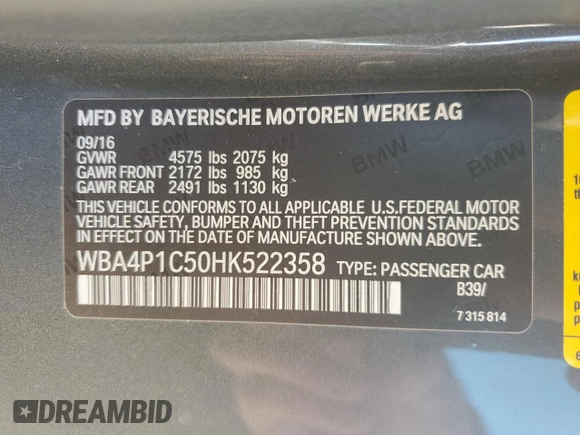 MFD BY BAYERISCHE MOTOREN WERKE AG
09/16
GVWR 4575 lbs 2075 kg
GAWR FRONT 2172 lbs 985 kg
GAWR REAR 2491 lbs 1130 kg
THIS VEHICLE CONFORMS TO ALL APPLICABLE U.S.FEDERAL MOTOR
VEHICLE SAFETY, BUMPER AND THEFT PREVENTION STANDARDS
IN EFFECT ON THE DATE OF MANUFACTURE SHOWN ABOVE.
WBA4P1C50HK522358 TYPE: PASSENGER CAR
B39/
7 315 814
DREAMBID